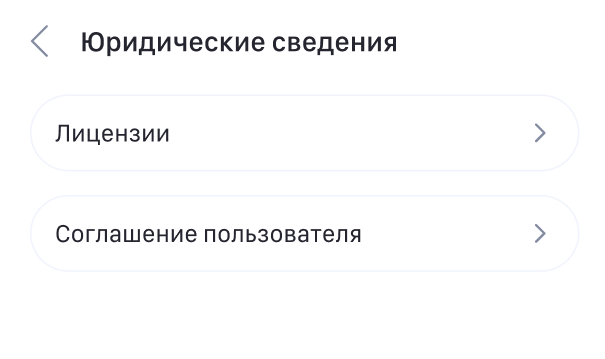 Юридические сведения
Лицензии
Соглашение пользователя